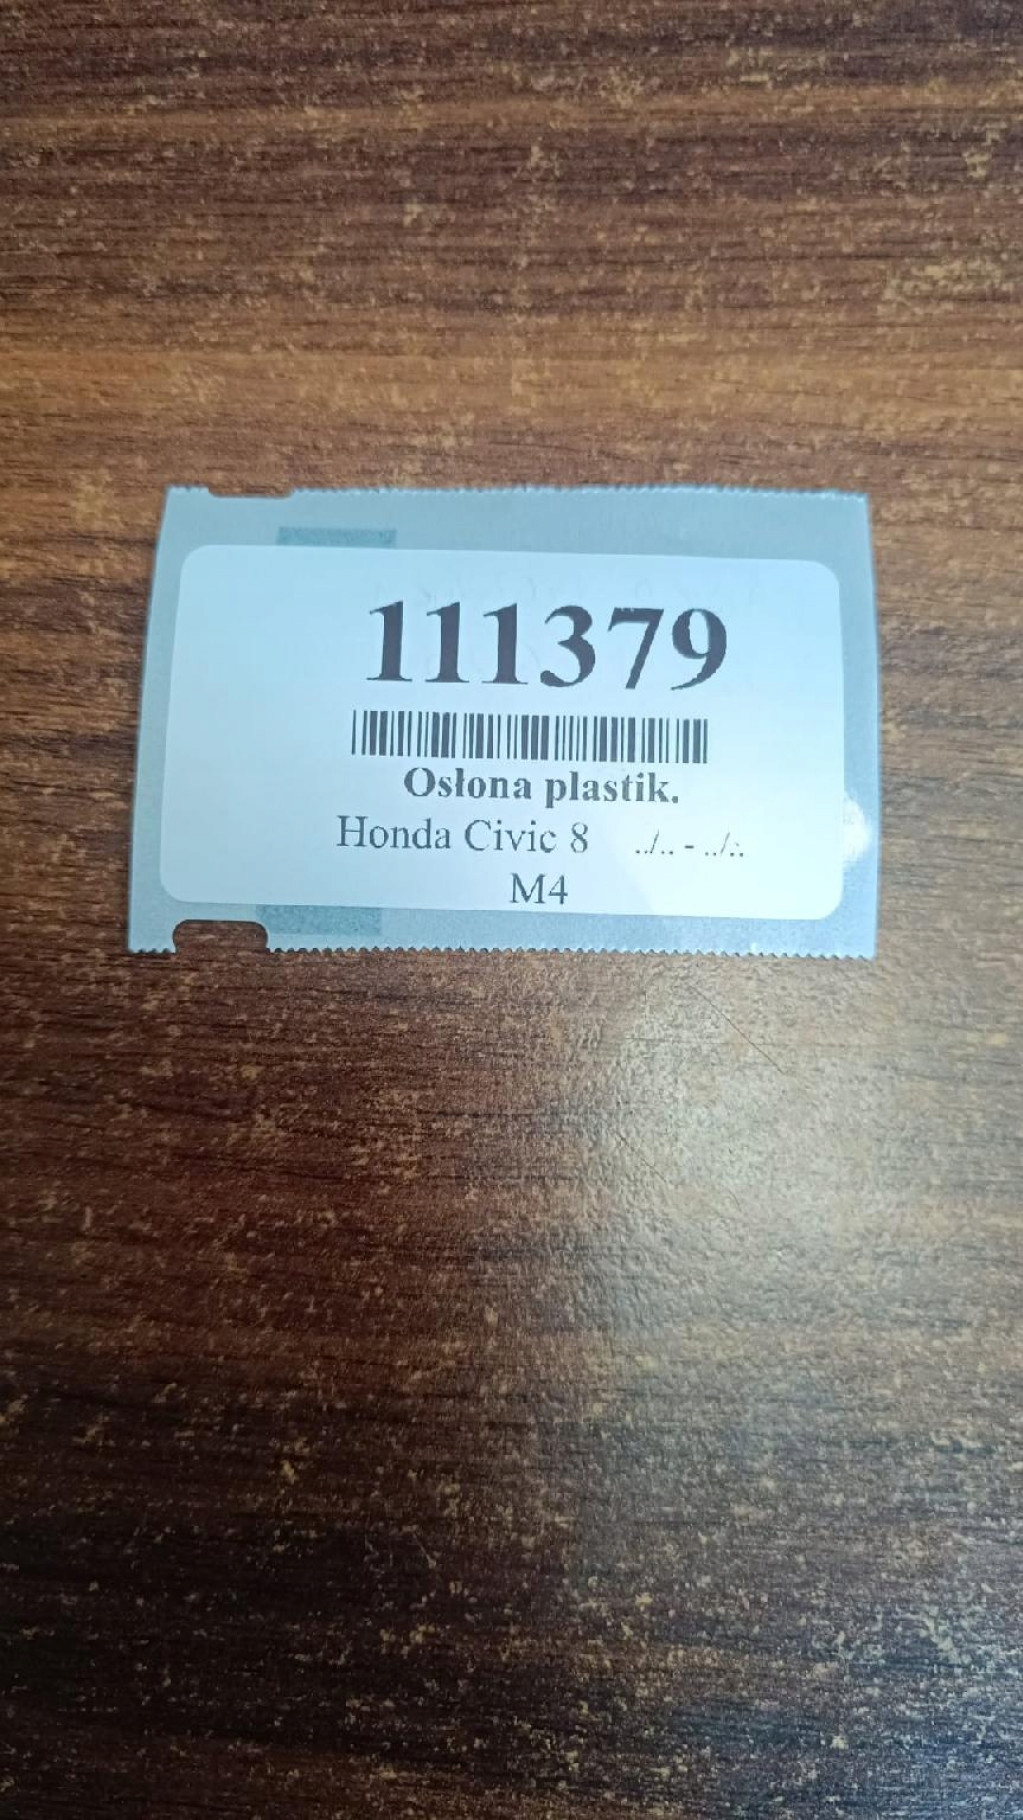 111379
Osłona plastik.
Honda Civic 8 ../.. - ../..
M4